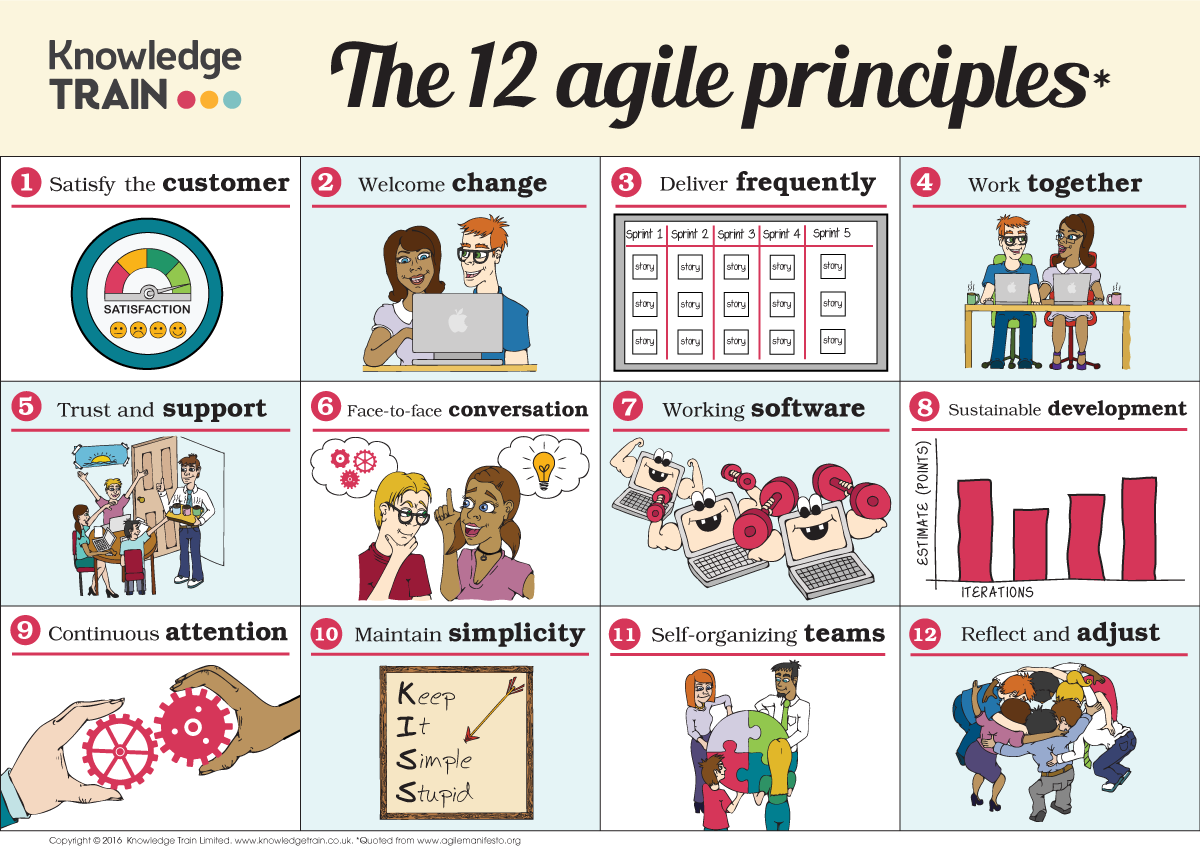 Knowledge
TRAIN
The 12 agile principles*
1 Satisfy the customer
SATISFACTION
2 Welcome change
3 Deliver frequently
Sprint 1 Sprint 2 Sprint 3 Sprint 4 Sprint 5
story story story story story
story story story story story
story story story story story
4 Work together
5 Trust and support
6 Face-to-face conversation
7 Working software
8 Sustainable development
ESTIMATE (POINTS)
ITERATIONS
9 Continuous attention
10 Maintain simplicity
Keep
It
Simple
Stupid
11 Self-organizing teams
12 Reflect and adjust
Copyright © 2016 Knowledge Train Limited. www.knowledgetrain.co.uk. *Quoted from www.agilemanifesto.org